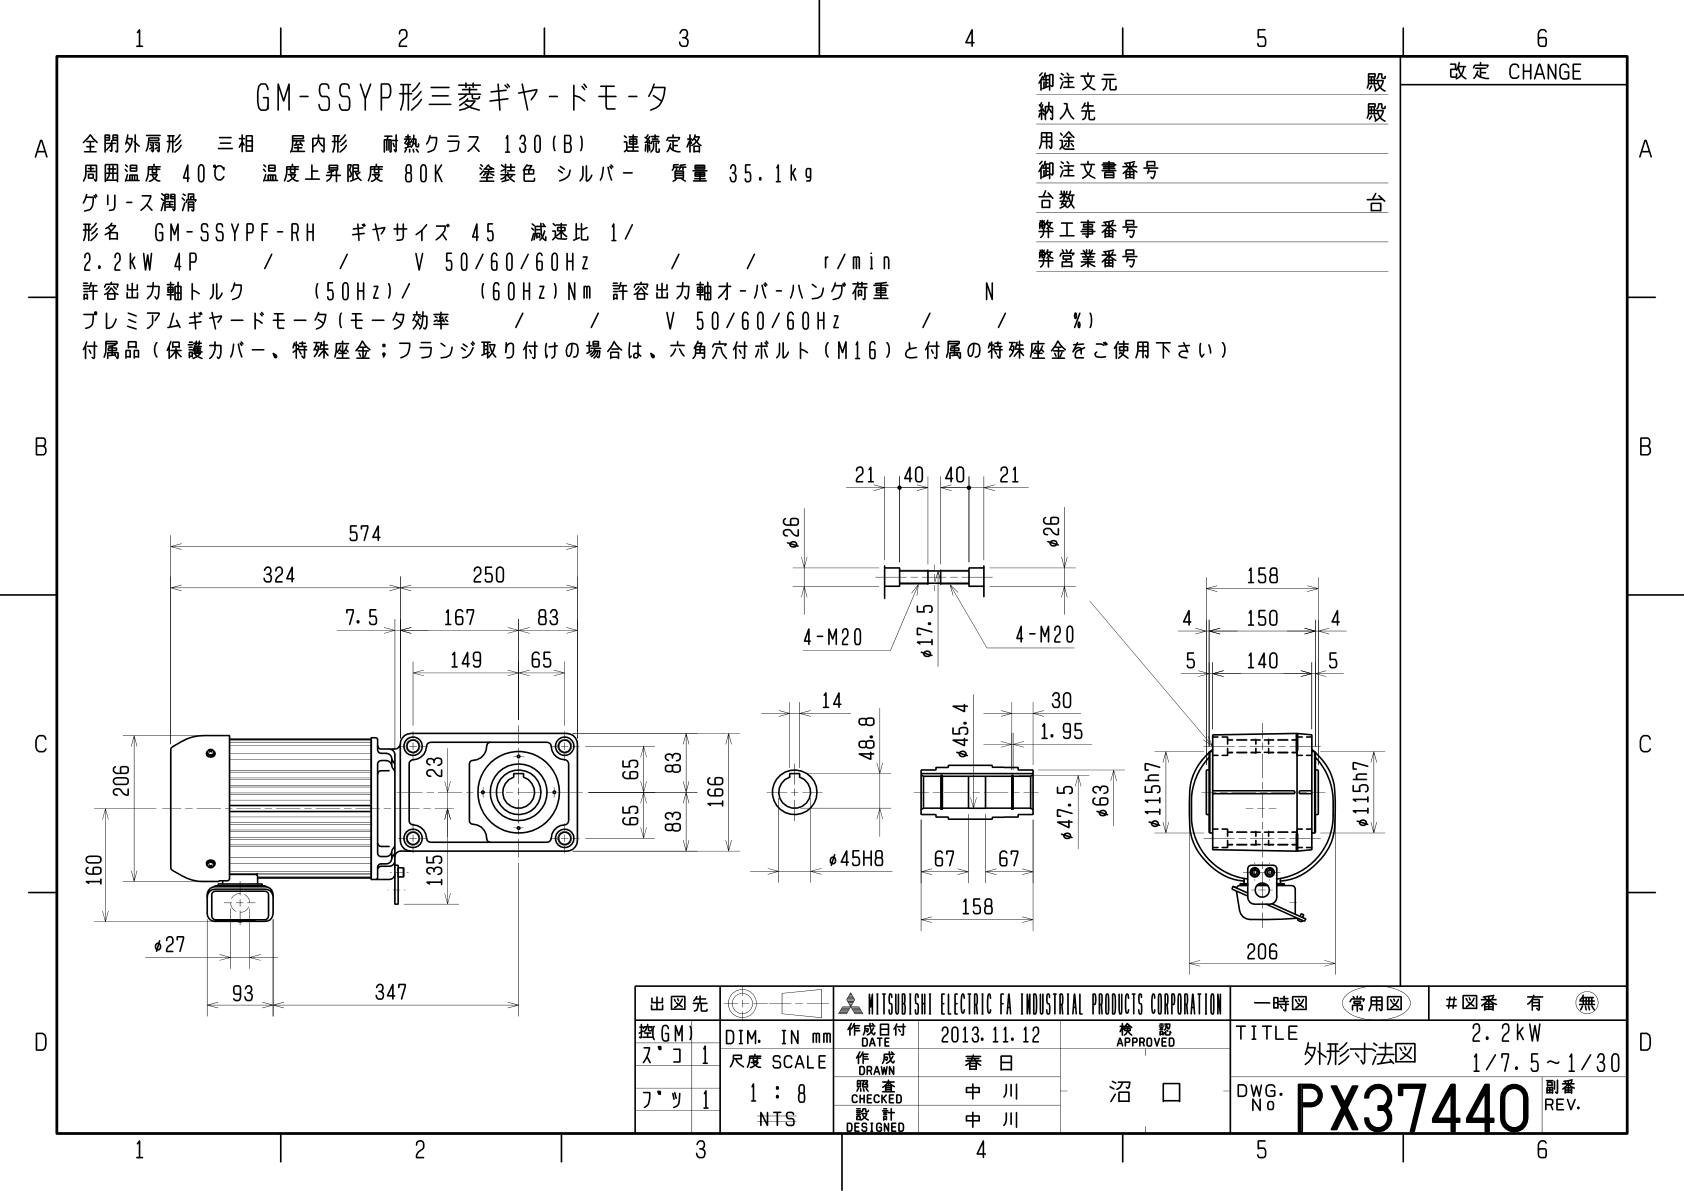 1 2 3 4 5 6
改定 CHANGE
GM-SSYP形三菱ギヤードモータ
全閉外扇形 三相 屋内形 耐熱クラス 130(B) 連続定格
周囲温度 40℃ 温度上昇限度 80K 塗装色 シルバー 質量 35.1kg
グリース潤滑
形名 GM-SSYPF-RH ギヤサイズ 45 減速比 1/
2.2kW 4P / / V 50/60/60Hz / / r/min
許容出力軸トルク (50Hz)/ (60Hz)Nm 許容出力軸オーバーハング荷重 N
プレミアムギヤードモータ(モータ効率 / / V 50/60/60Hz / / %)
付属品(保護カバー、特殊座金;フランジ取り付けの場合は、六角穴付ボルト(M16)と付属の特殊座金をご使用下さい)
御注文元 殿
納入先 殿
用途
御注文書番号
台数 台
弊工事番号
弊営業番号
A A
B B
C C
D D
574
324 250
7.5 167 83
149 65
206
160
23
135
65 83
65 83
166
φ27
93 347
21 40 40 21
φ26 φ26
4-M20 φ17.5 4-M20
14
48.8
φ45H8
φ45.4
30
1.95
φ47.5 φ63
67 67
158
158
4 150 4
5 140 5
φ115h7 φ115h7
206
出図先
控(GM)
ズコ 1
ブツ 1
DIM. IN mm
尺度 SCALE
1 : 8
NTS
MITSUBISHI ELECTRIC FA INDUSTRIAL PRODUCTS CORPORATION
作成日付 DATE 2013.11.12
作成 DRAWN 春日
照査 CHECKED 中川
設計 DESIGNED 中川
検認 APPROVED
沼口
一時図 常用図 #図番 有 無
TITLE 外形寸法図
2.2kW
1/7.5~1/30
DWG. No PX37440
副番 REV.
1 2 3 4 5 6